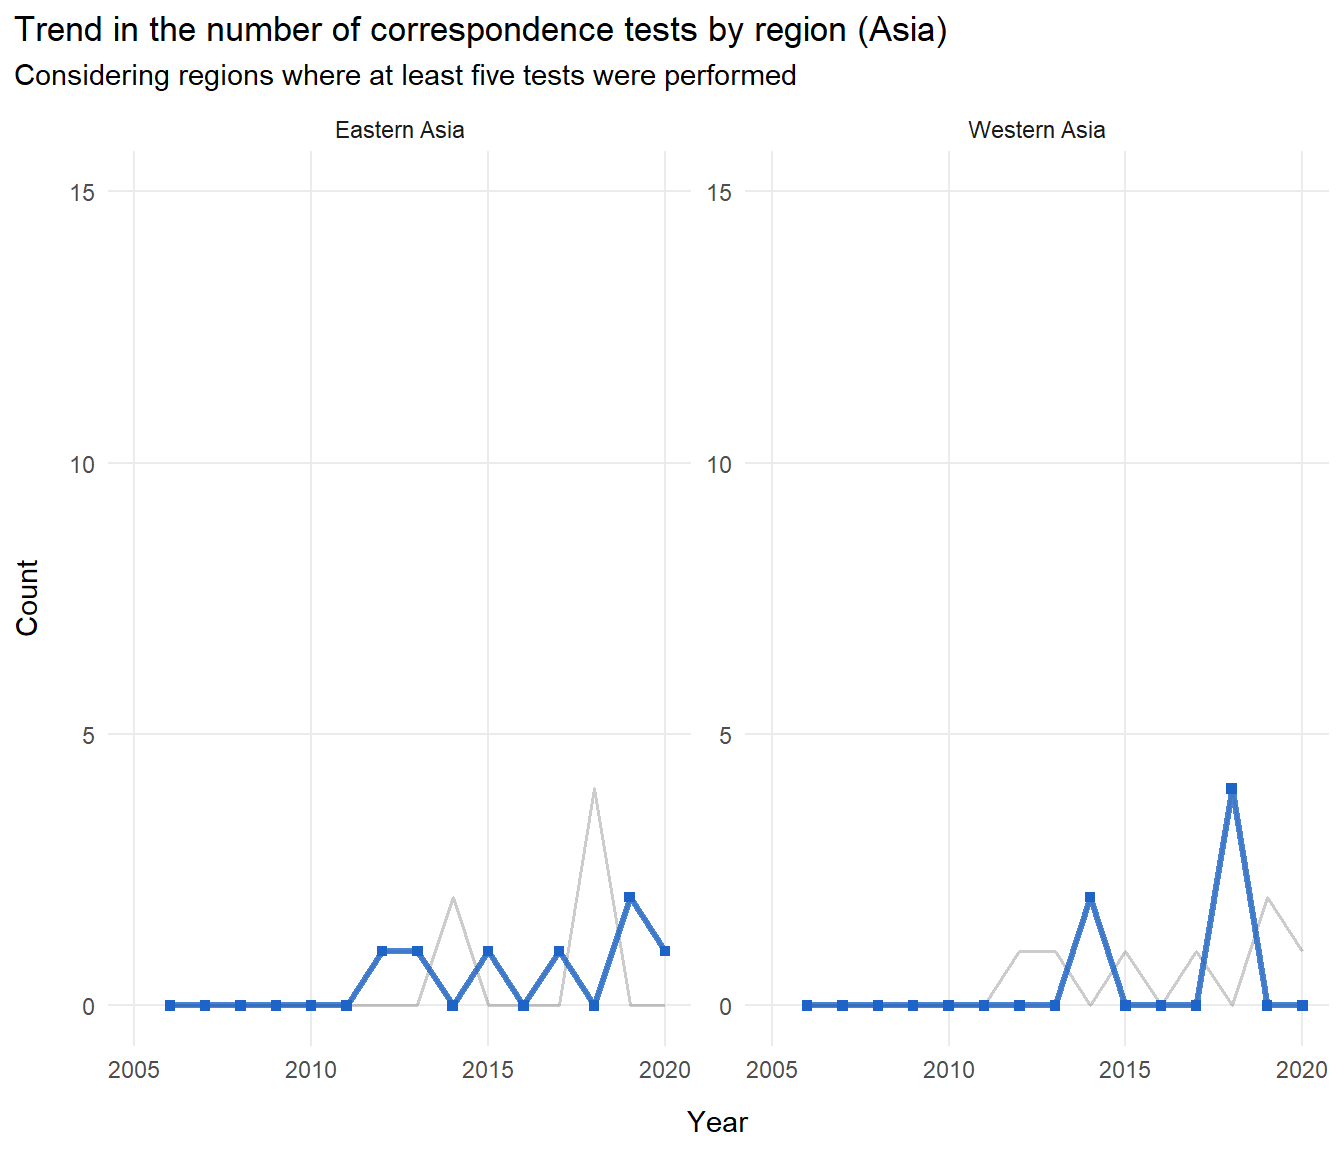 Trend in the number of correspondence tests by region (Asia)
Considering regions where at least five tests were performed
Eastern Asia
Western Asia
15
10
5
0
15
10
5
0
Count
2005
2010
2015
2020
2005
2010
2015
2020
Year